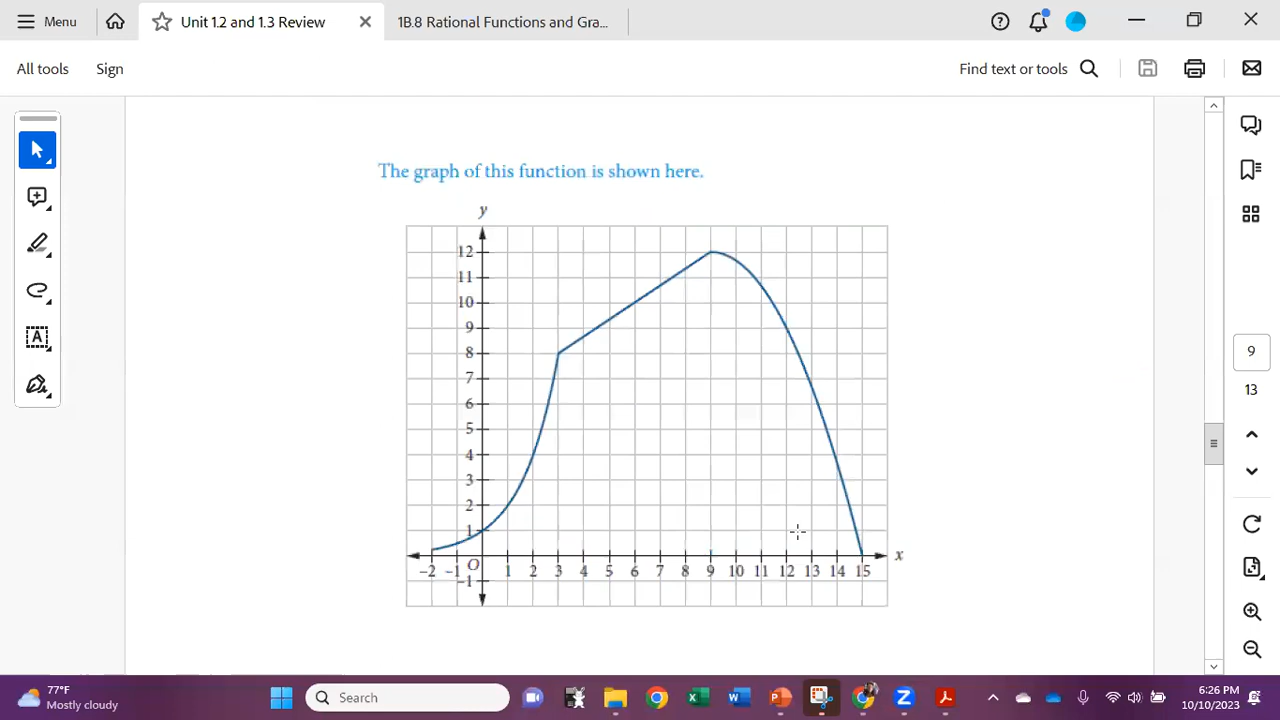 Menu
Unit 1.2 and 1.3 Review
1B.8 Rational Functions and Gra...
All tools
Sign
Find text or tools
The graph of this function is shown here.
y
12
11
10
9
8
7
6
5
4
3
2
1
O
-1
-2 -1 1 2 3 4 5 6 7 8 9 10 11 12 13 14 15
x
9
13
77°F
Mostly cloudy
Search
6:26 PM
10/10/2023